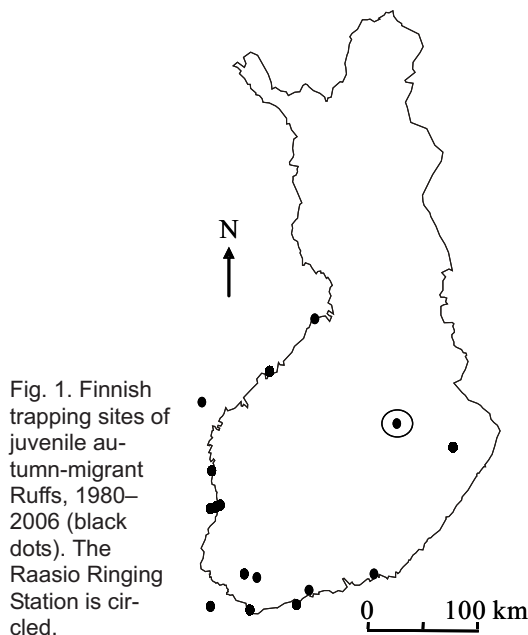 N
Fig. 1. Finnish
trapping sites of
juvenile au-
tumn-migrant
Ruffs, 1980–
2006 (black
dots). The
Raasio Ringing
Station is cir-
cled.
0 100 km